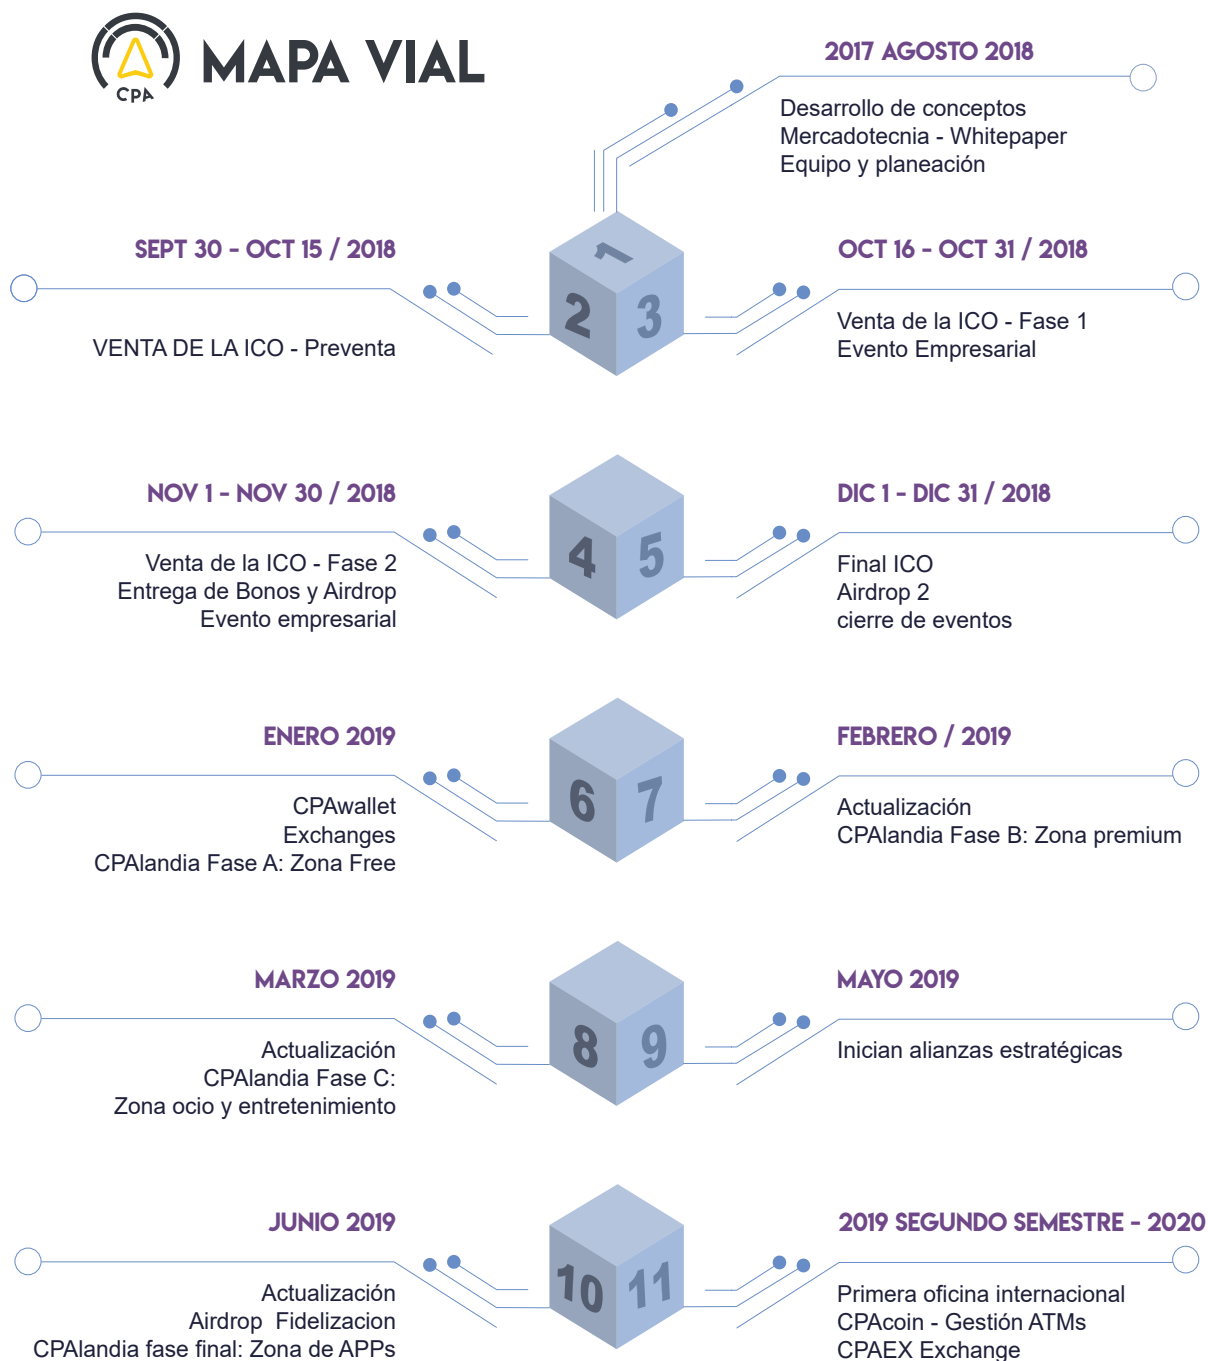 CPA
MAPA VIAL
2017 AGOSTO 2018
Desarrollo de conceptos
Mercadotecnia - Whitepaper
Equipo y planeación
1
SEPT 30 - OCT 15 / 2018
VENTA DE LA ICO - Preventa
2
3
OCT 16 - OCT 31 / 2018
Venta de la ICO - Fase 1
Evento Empresarial
NOV 1 - NOV 30 / 2018
Venta de la ICO - Fase 2
Entrega de Bonos y Airdrop
Evento empresarial
4
5
DIC 1 - DIC 31 / 2018
Final ICO
Airdrop 2
cierre de eventos
ENERO 2019
CPAwallet
Exchanges
CPAlandia Fase A: Zona Free
6
7
FEBRERO / 2019
Actualización
CPAlandia Fase B: Zona premium
MARZO 2019
Actualización
CPAlandia Fase C:
Zona ocio y entretenimiento
8
9
MAYO 2019
Inician alianzas estratégicas
JUNIO 2019
Actualización
Airdrop Fidelizacion
CPAlandia fase final: Zona de APPs
10
11
2019 SEGUNDO SEMESTRE - 2020
Primera oficina internacional
CPAcoin - Gestión ATMs
CPAEX Exchange